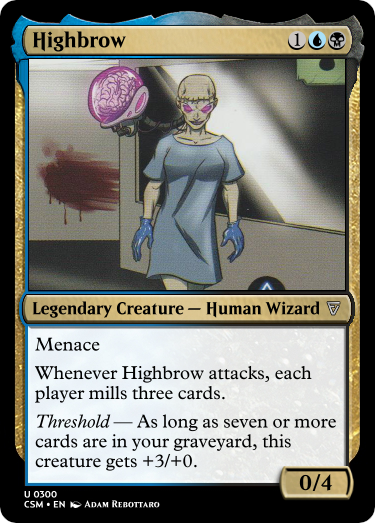 Highbrow 1
Legendary Creature — Human Wizard
Menace
Whenever Highbrow attacks, each
player mills three cards.
Threshold — As long as seven or more
cards are in your graveyard, this
creature gets +3/+0.
0/4
U 0300
CSM • EN Adam Rebottaro